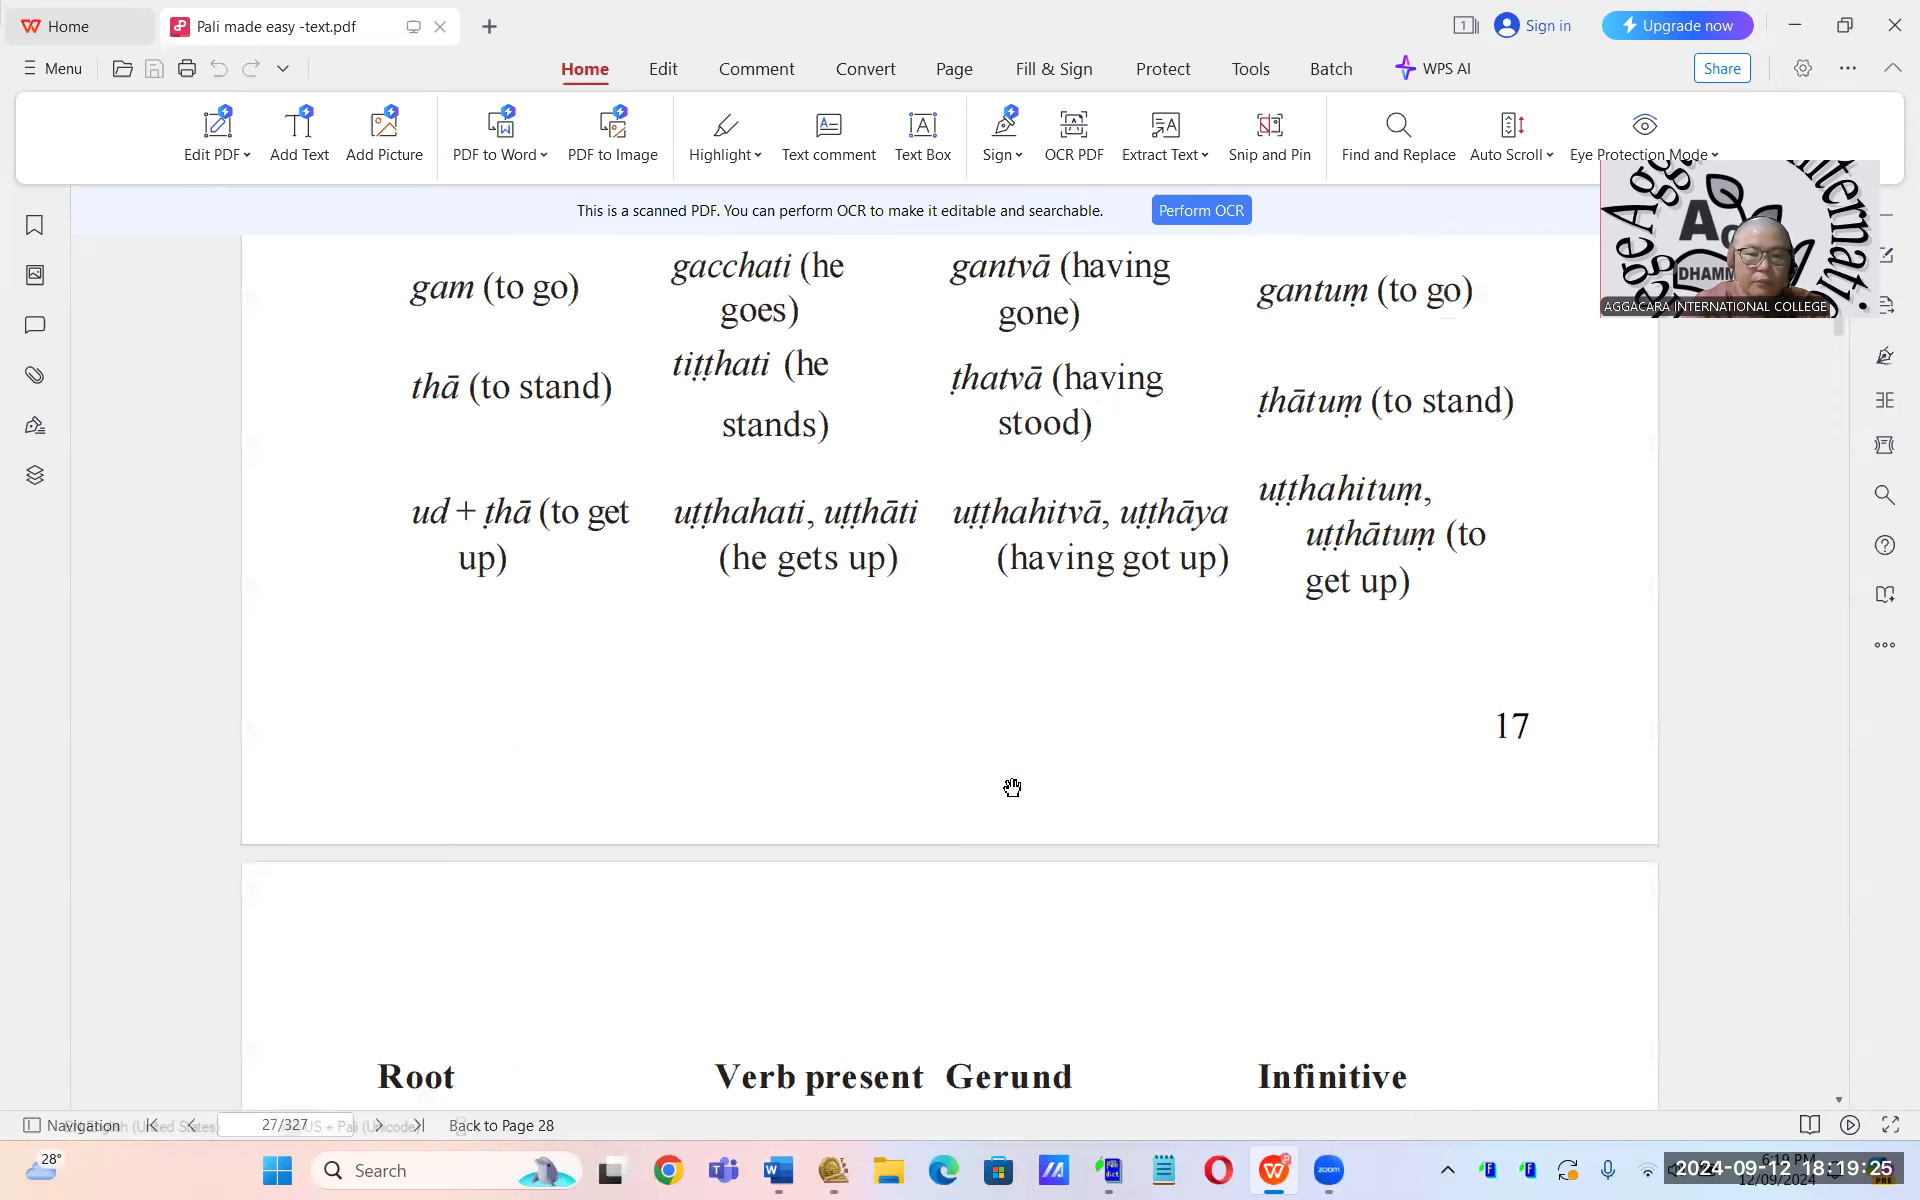 Home
Pali made easy -text.pdf
Sign in
Upgrade now
Menu
Home Edit Comment Convert Page Fill & Sign Protect Tools Batch WPS AI
Share
Edit PDF Add Text Add Picture PDF to Word PDF to Image Highlight Text comment Text Box Sign OCR PDF Extract Text Snip and Pin Find and Replace Auto Scroll Eye Protection Mode
This is a scanned PDF. You can perform OCR to make it editable and searchable. Perform OCR
DHAMM
AGGACARA INTERNATIONAL COLLEGE
gam (to go)
gacchati (he
goes)
gantvā (having
gone)
gantuṃ (to go)
thā (to stand)
tiṭṭhati (he
stands)
ṭhatvā (having
stood)
ṭhātuṃ (to stand)
ud + ṭhā (to get
up)
uṭṭhahati, uṭṭhāti
(he gets up)
uṭṭhahitvā, uṭṭhāya
(having got up)
uṭṭhahituṃ,
uṭṭhātuṃ (to
get up)
17
Root Verb present Gerund Infinitive
Navigation 27/327 Back to Page 28
28°
Search
zoom
2024-09-12 18:19:25
12/09/2024